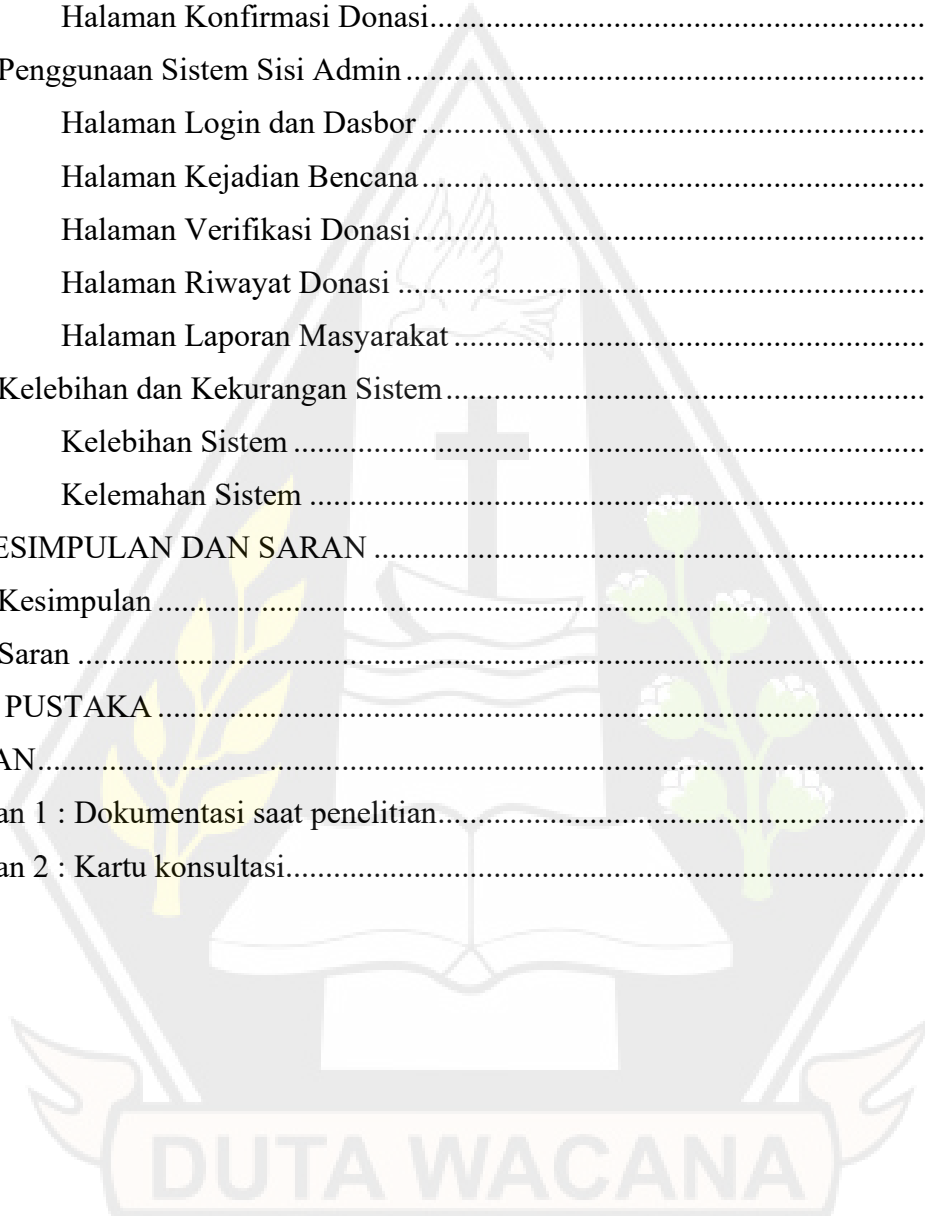 Halaman Konfirmasi Donasi................................................................
Penggunaan Sistem Sisi Admin................................................................
Halaman Login dan Dasbor................................................................
Halaman Kejadian Bencana................................................................
Halaman Verifikasi Donasi................................................................
Halaman Riwayat Donasi................................................................
Halaman Laporan Masyarakat................................................................
Kelebihan dan Kekurangan Sistem................................................................
Kelebihan Sistem................................................................
Kelemahan Sistem................................................................
ESIMPULAN DAN SARAN................................................................
Kesimpulan................................................................
Saran................................................................
PUSTAKA................................................................
AN................................................................
an 1 : Dokumentasi saat penelitian................................................................
an 2 : Kartu konsultasi................................................................
DUTA WACANA